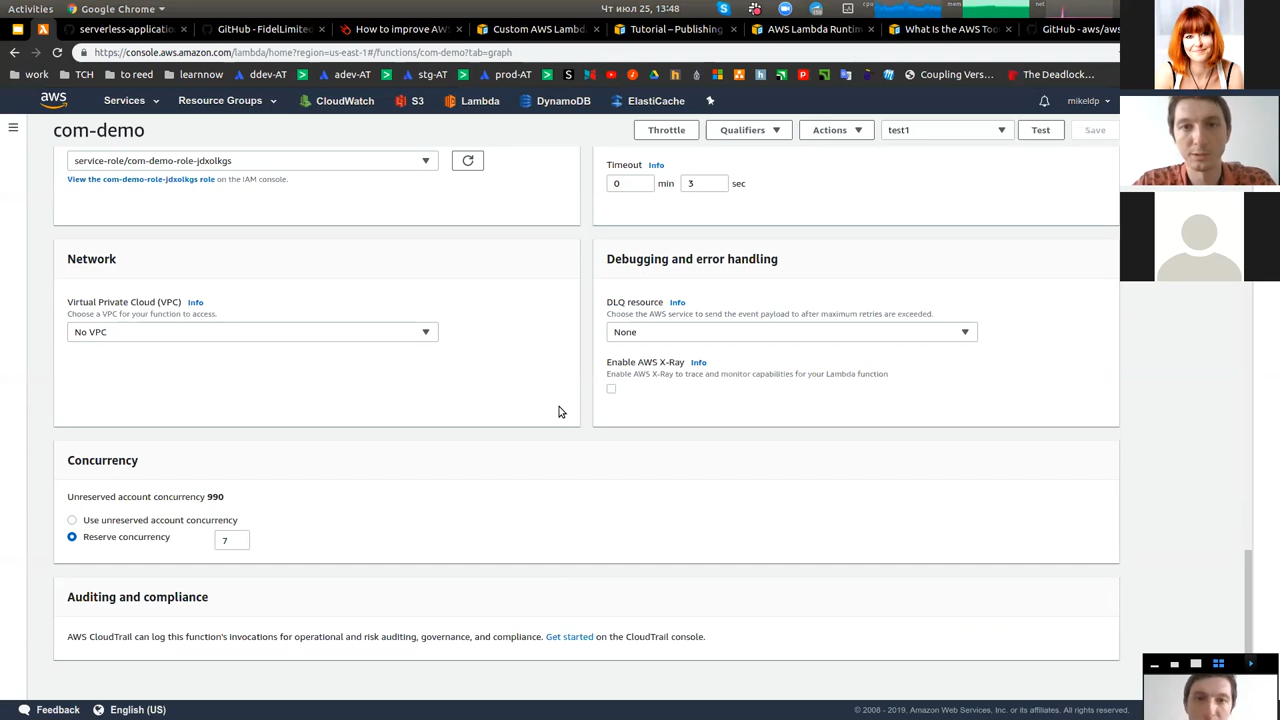 Activities
Google Chrome
Чт июл 25, 13:48
cpu
mem
net
serverless-applicatio
GitHub - FidelLimited
How to improve AWS
Custom AWS Lambda
Tutorial – Publishing
AWS Lambda Runtim
What Is the AWS To
GitHub - aws/aws
https://console.aws.amazon.com/lambda/home?region=us-east-1#/functions/com-demo?tab=graph
work
TCH
to reed
learnnow
ddev-AT
adev-AT
stg-AT
prod-AT
Coupling Vers...
The Deadlock...
aws
Services
Resource Groups
CloudWatch
S3
Lambda
DynamoDB
ElastiCache
mikeldp
com-demo
Throttle
Qualifiers
Actions
test1
Test
Save
service-role/com-demo-role-jdxolkgs
View the com-demo-role-jdxolkgs role on the IAM console.
Timeout Info
0 min 3 sec
Network
Virtual Private Cloud (VPC) Info
Choose a VPC for your function to access.
No VPC
Debugging and error handling
DLQ resource Info
Choose the AWS service to send the event payload to after maximum retries are exceeded.
None
Enable AWS X-Ray Info
Enable AWS X-Ray to trace and monitor capabilities for your Lambda function
Concurrency
Unreserved account concurrency 990
Use unreserved account concurrency
Reserve concurrency 7
Auditing and compliance
AWS CloudTrail can log this function's invocations for operational and risk auditing, governance, and compliance. Get started on the CloudTrail console.
Feedback
English (US)
© 2008 - 2019, Amazon Web Services, Inc. or its affiliates. All rights reserved.